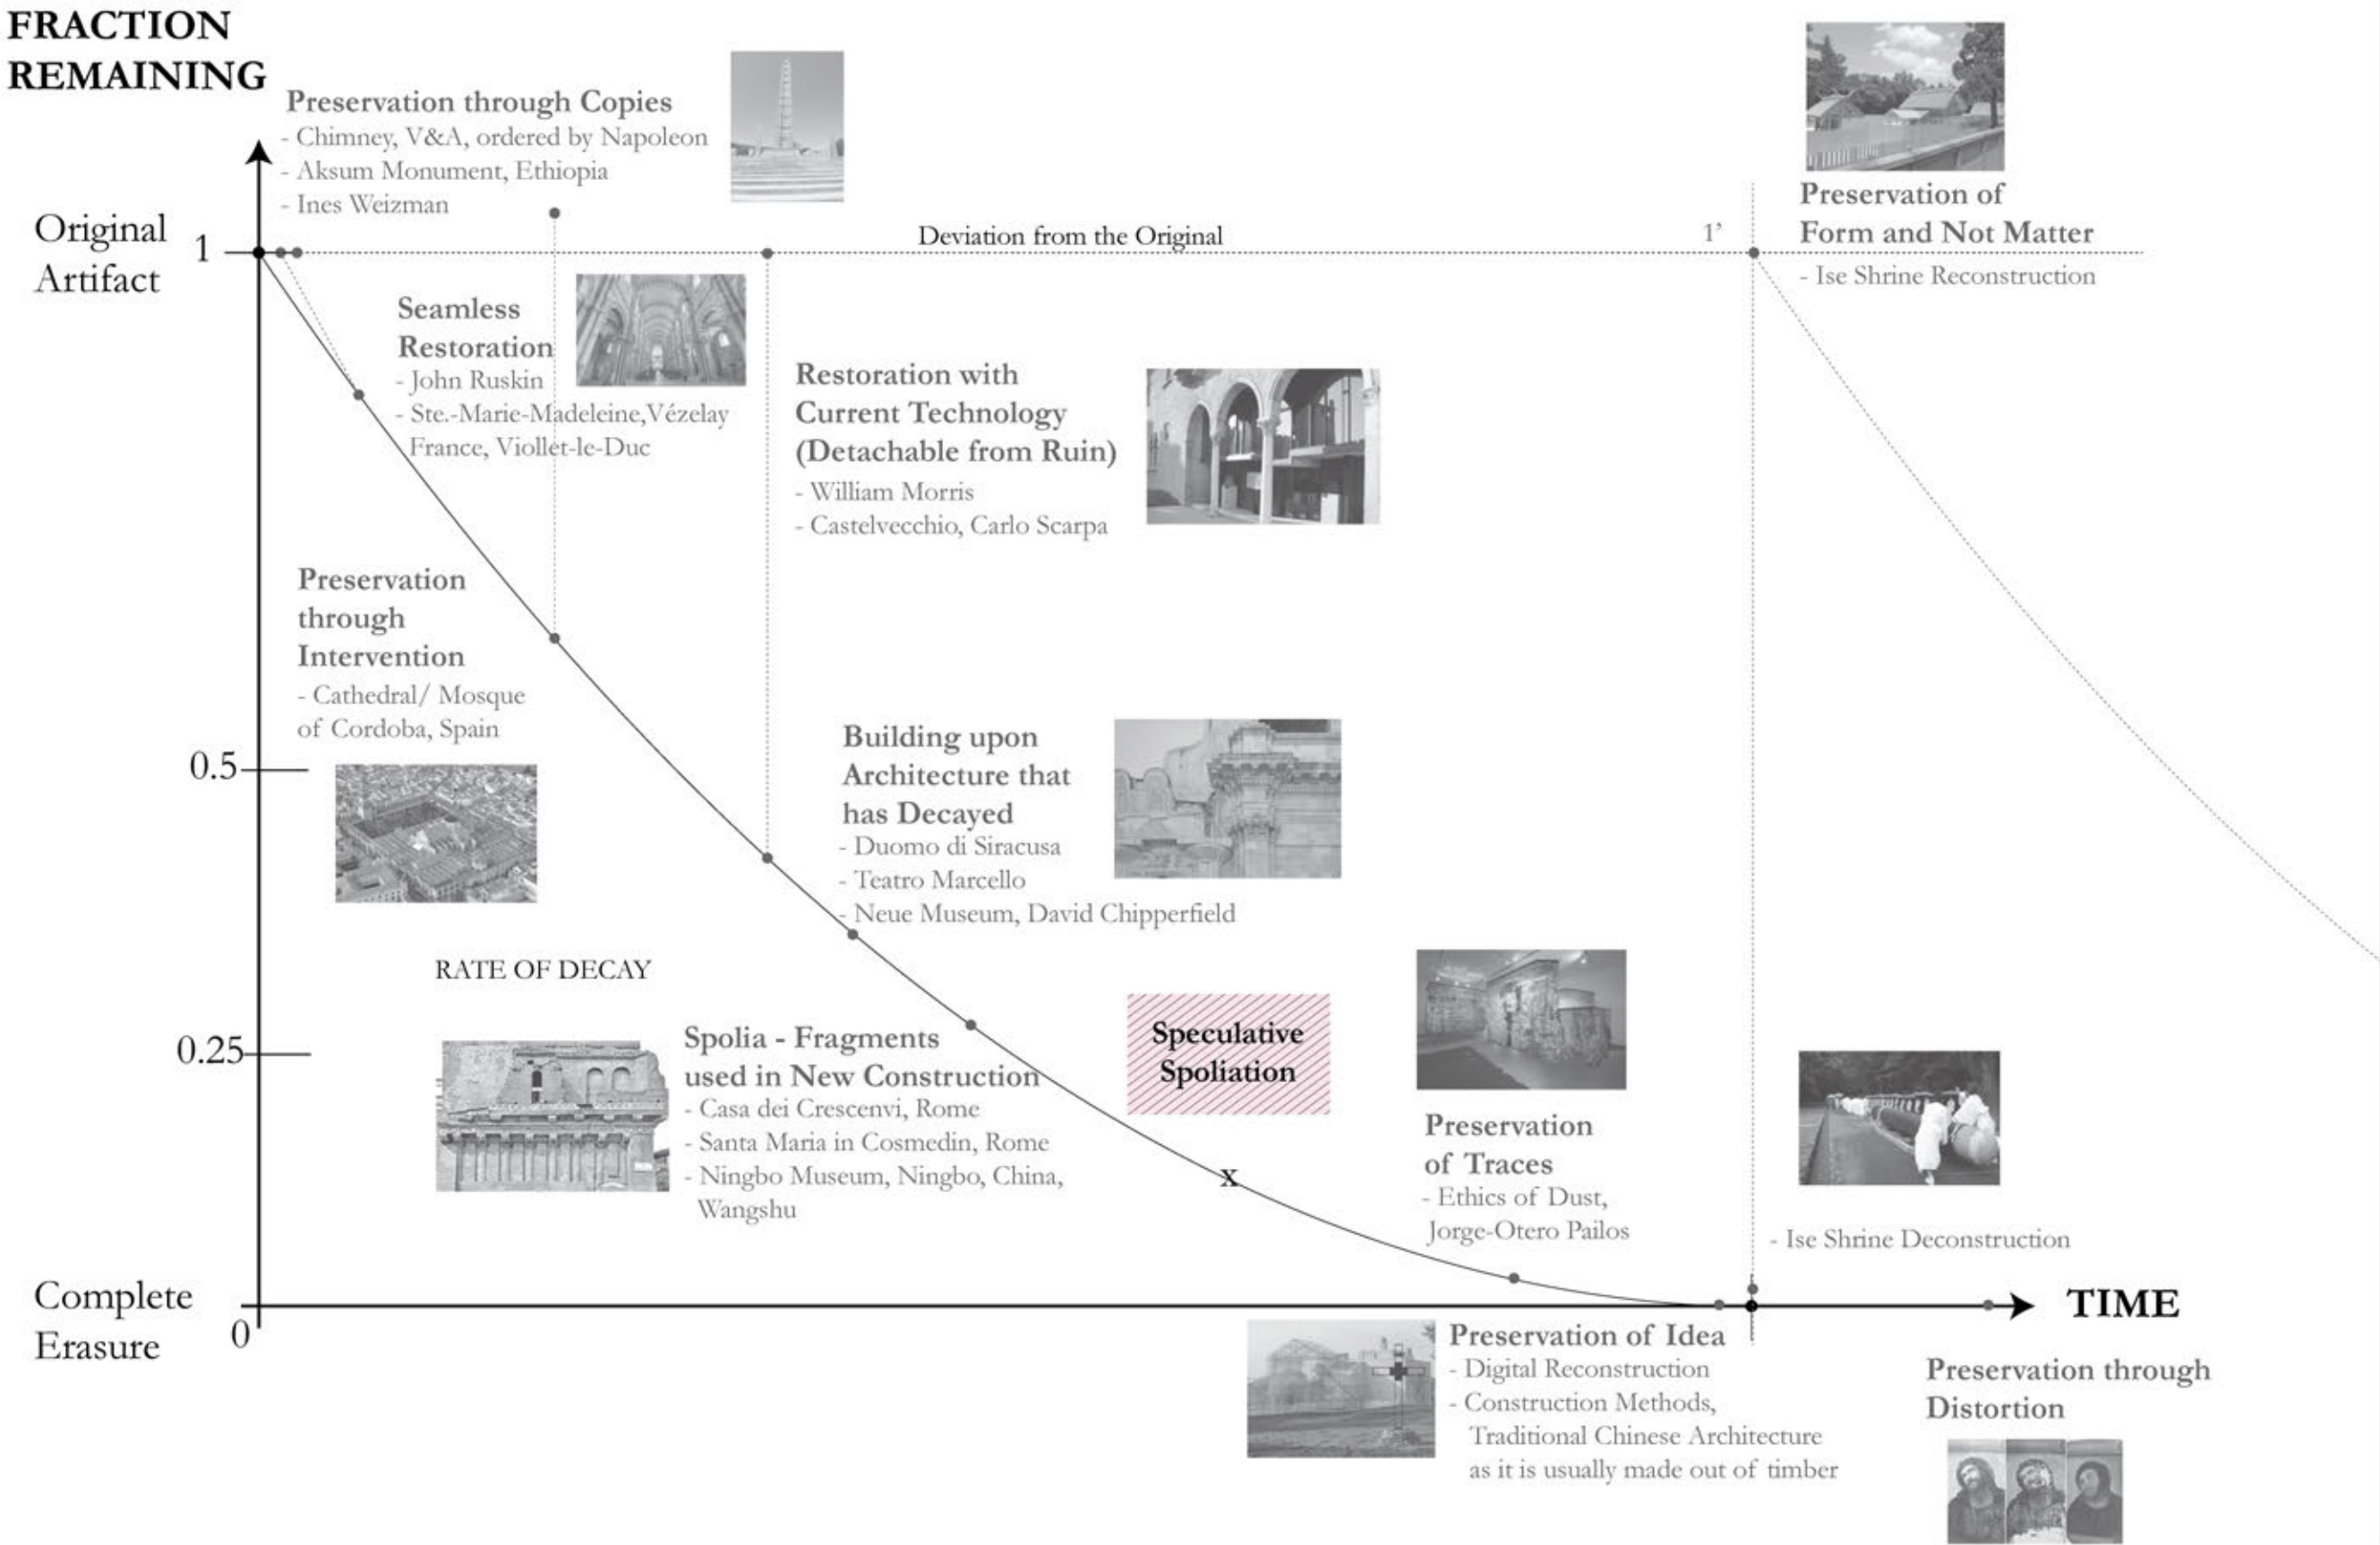 FRACTION
REMAINING
Preservation through Copies
- Chimney, V&A, ordered by Napoleon
- Aksum Monument, Ethiopia
- Ines Weizman
Original
Artifact
1
Deviation from the Original
1’
Preservation of
Form and Not Matter
- Ise Shrine Reconstruction
Seamless
Restoration
- John Ruskin
- Ste.-Marie-Madeleine,Vézelay
France, Viollet-le-Duc
Restoration with
Current Technology
(Detachable from Ruin)
- William Morris
- Castelvecchio, Carlo Scarpa
Preservation
through
Intervention
- Cathedral/ Mosque
of Cordoba, Spain
0.5
Building upon
Architecture that
has Decayed
- Duomo di Siracusa
- Teatro Marcello
- Neue Museum, David Chipperfield
RATE OF DECAY
0.25
Spolia - Fragments
used in New Construction
- Casa dei Crescenvi, Rome
- Santa Maria in Cosmedin, Rome
- Ningbo Museum, Ningbo, China,
Wangshu
Speculative
Spoliation
x
Preservation
of Traces
- Ethics of Dust,
Jorge-Otero Pailos
- Ise Shrine Deconstruction
Complete
Erasure
0
TIME
Preservation of Idea
- Digital Reconstruction
- Construction Methods,
Traditional Chinese Architecture
as it is usually made out of timber
Preservation through
Distortion